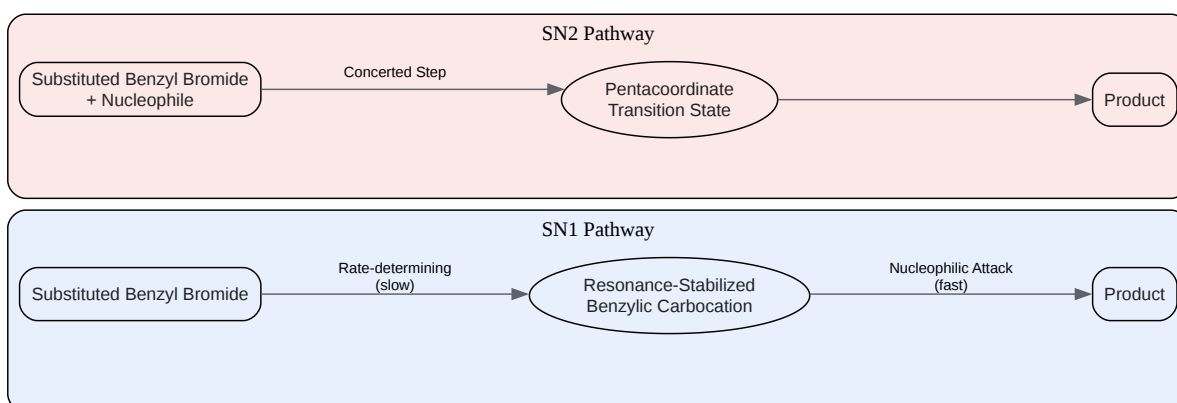 SN2 Pathway
Substituted Benzyl Bromide
+ Nucleophile
Concerted Step
Pentacoordinate
Transition State
Product
SN1 Pathway
Substituted Benzyl Bromide
Rate-determining
(slow)
Resonance-Stabilized
Benzylic Carbocation
Nucleophilic Attack
(fast)
Product